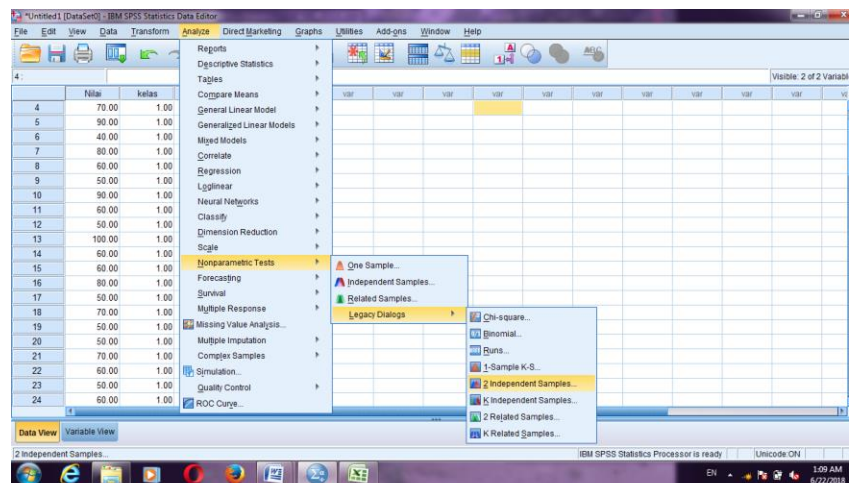 *Untitled1 [DataSet0] - IBM SPSS Statistics Data Editor
File Edit View Data Transform Analyze Direct Marketing Graphs Utilities Add-ons Window Help
4 :
Visible: 2 of 2 Variabl
Nilai kelas var var var var var var var var var
4 70.00 1.00
5 90.00 1.00
6 40.00 1.00
7 80.00 1.00
8 60.00 1.00
9 50.00 1.00
10 90.00 1.00
11 60.00 1.00
12 50.00 1.00
13 100.00 1.00
14 60.00 1.00
15 60.00 1.00
16 80.00 1.00
17 50.00 1.00
18 70.00 1.00
19 50.00 1.00
20 50.00 1.00
21 70.00 1.00
22 60.00 1.00
23 50.00 1.00
24 60.00 1.00
Reports
Descriptive Statistics
Tables
Compare Means
General Linear Model
Generalized Linear Models
Mixed Models
Correlate
Regression
Loglinear
Neural Networks
Classify
Dimension Reduction
Scale
Nonparametric Tests
Forecasting
Survival
Multiple Response
Missing Value Analysis...
Multiple Imputation
Complex Samples
Simulation...
Quality Control
ROC Curve...
One Sample...
Independent Samples...
Related Samples...
Legacy Dialogs
Chi-square...
Binomial...
Runs...
1-Sample K-S...
2 Independent Samples...
K Independent Samples...
2 Related Samples...
K Related Samples...
Data View Variable View
2 Independent Samples...
IBM SPSS Statistics Processor is ready
Unicode:ON
EN
1:09 AM
6/22/2018